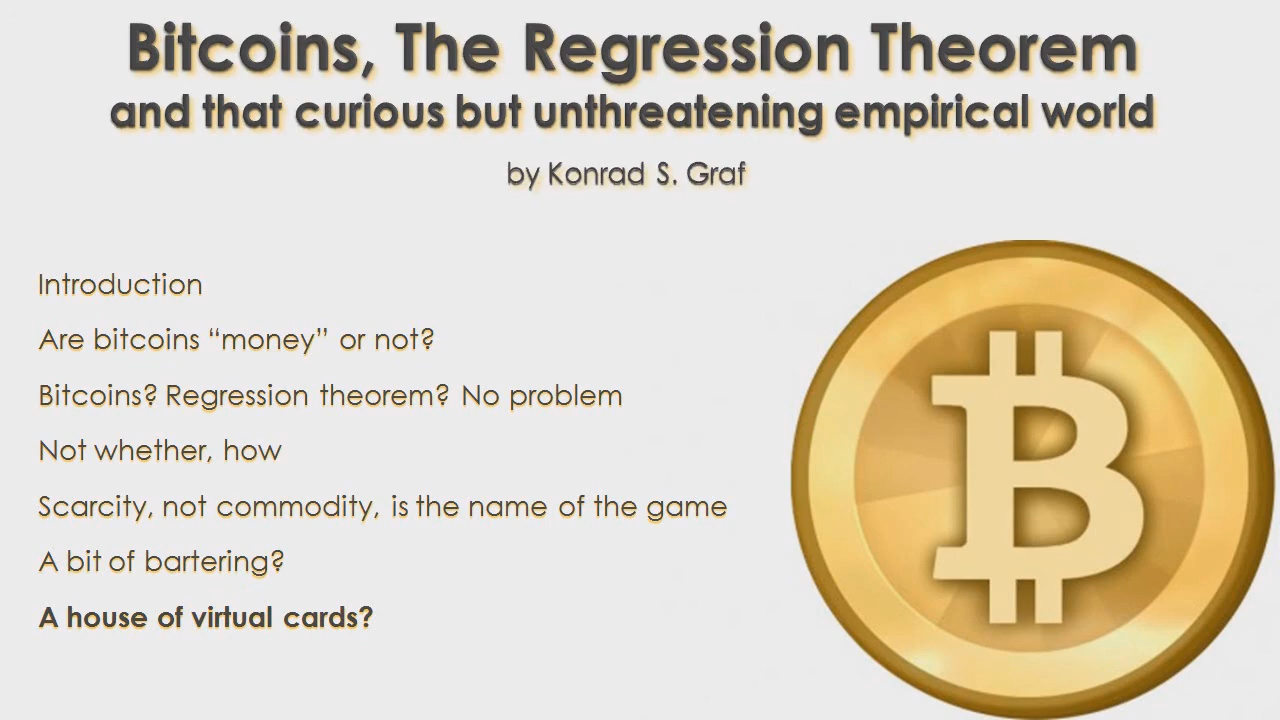 Bitcoins, The Regression Theorem
and that curious but unthreatening empirical world
by Konrad S. Graf
Introduction
Are bitcoins “money” or not?
Bitcoins? Regression theorem? No problem
Not whether, how
Scarcity, not commodity, is the name of the game
A bit of bartering?
A house of virtual cards?